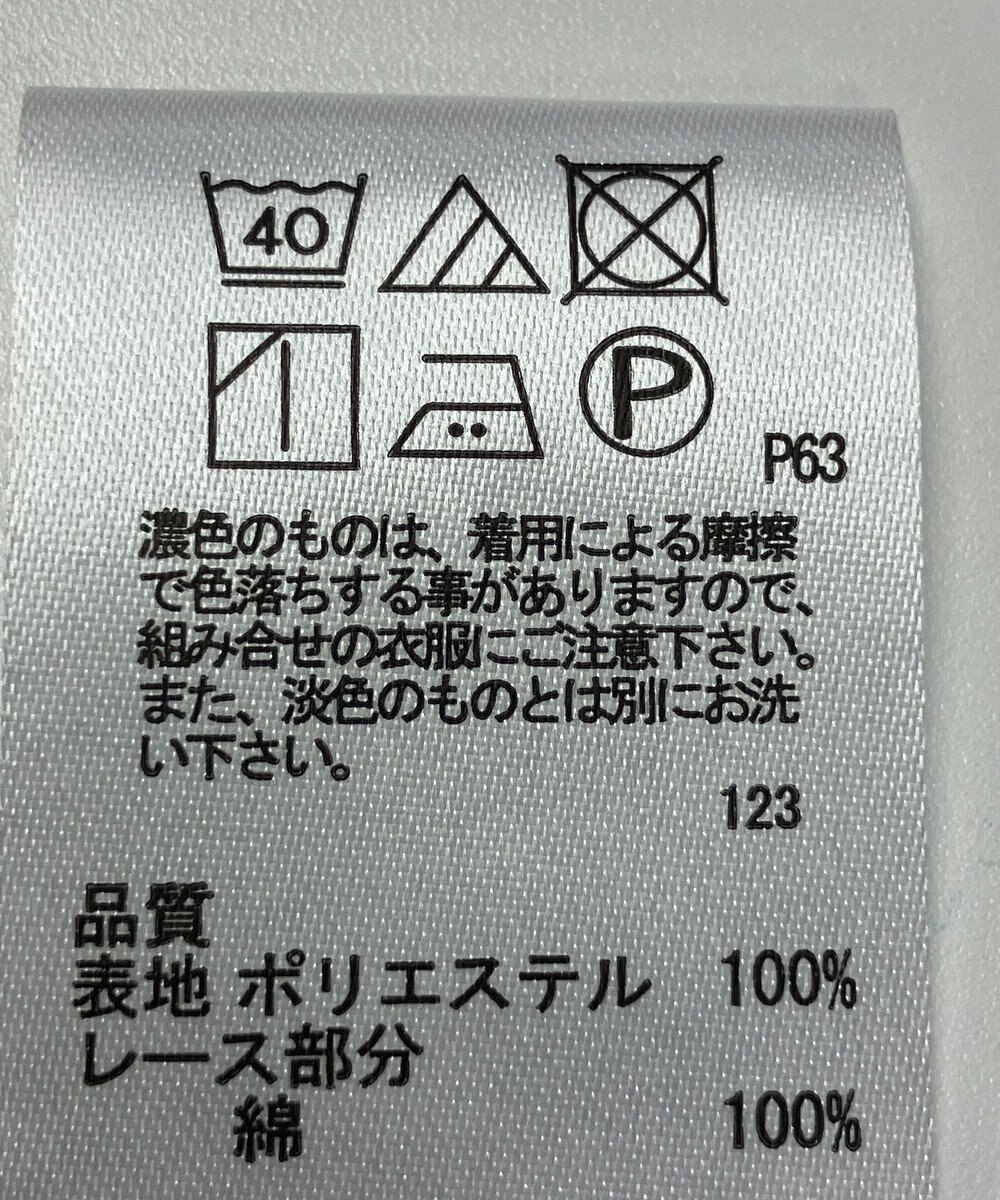 40
P
P63
濃色のものは、着用による摩擦
で色落ちする事がありますので、
組み合せの衣服にご注意下さい。
また、淡色のものとは別にお洗
い下さい。
123
品質
表地 ポリエステル 100%
レース部分
綿 100%